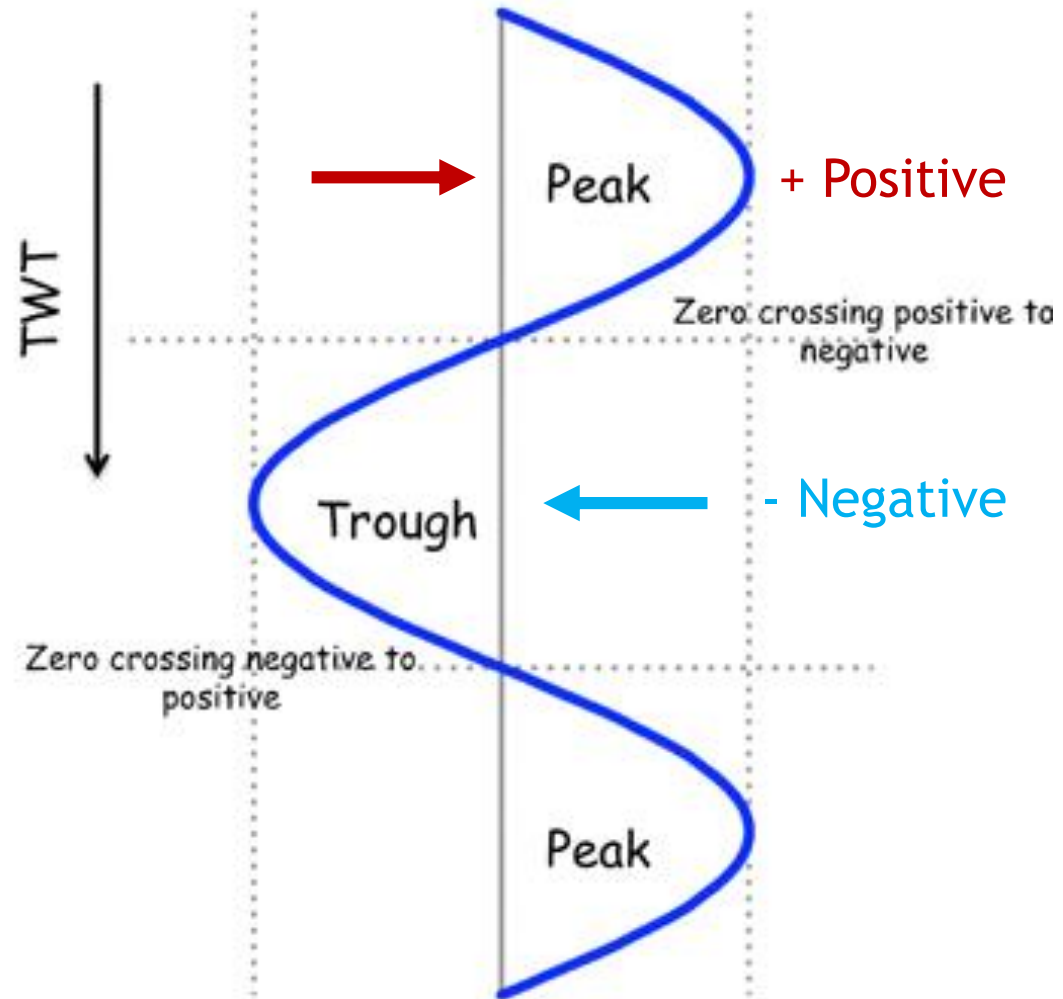 Peak
+ Positive
TWT
Zero crossing positive to
negative
- Negative
Trough
Zero crossing negative to
positive
Peak